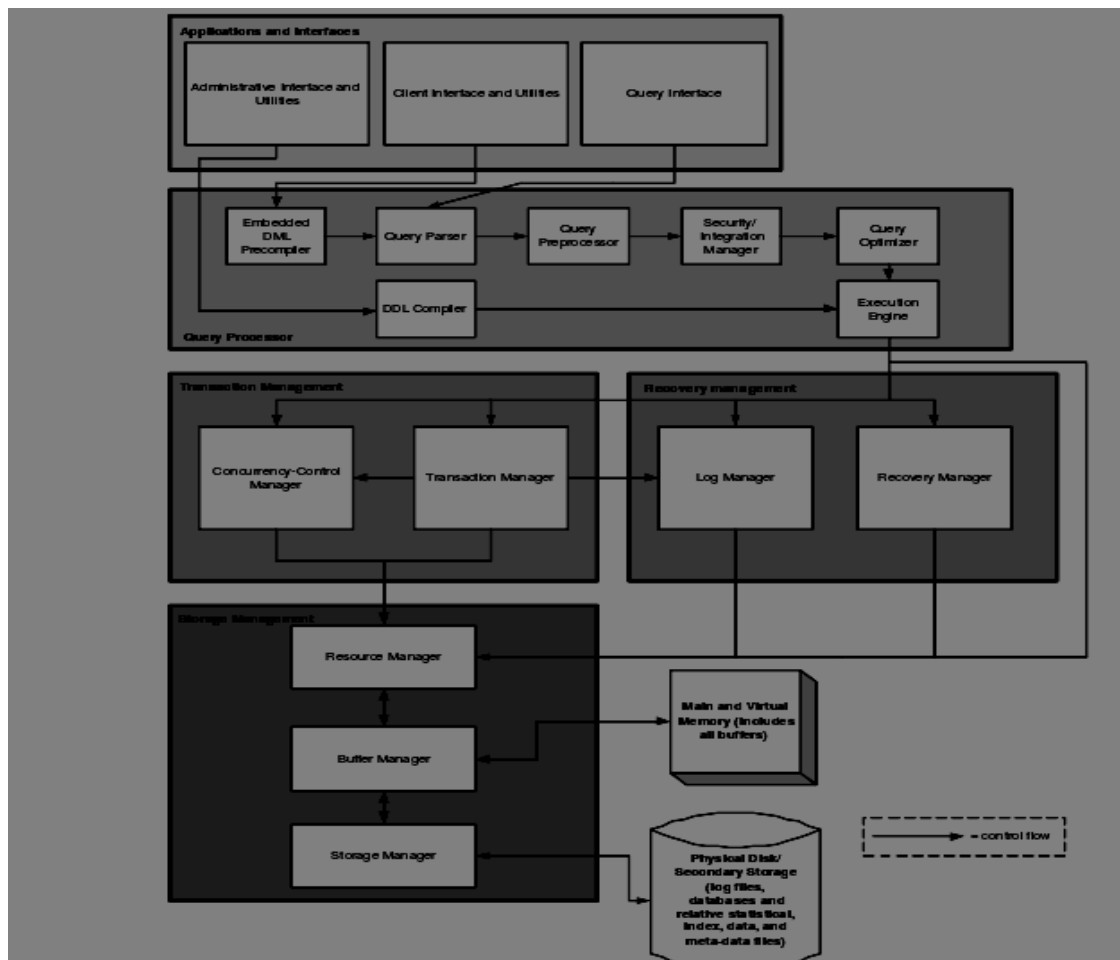 Applications and Interfaces
Administrative Interface and
Utilities
Client Interface and Utilities
Query Interface
Embedded
DML
Precompiler
Query Parser
Query
Preprocessor
Security/
Integration
Manager
Query
Optimizer
DDL Compiler
Execution
Engine
Query Processor
Transaction Management
Recovery management
Concurrency-Control
Manager
Transaction Manager
Log Manager
Recovery Manager
Storage Management
Resource Manager
Main and Virtual
Memory (Includes
all buffers)
Buffer Manager
= control flow
Storage Manager
Physical Disk/
Secondary Storage
(log files,
databases and
relative statistical,
index, data, and
meta-data files)